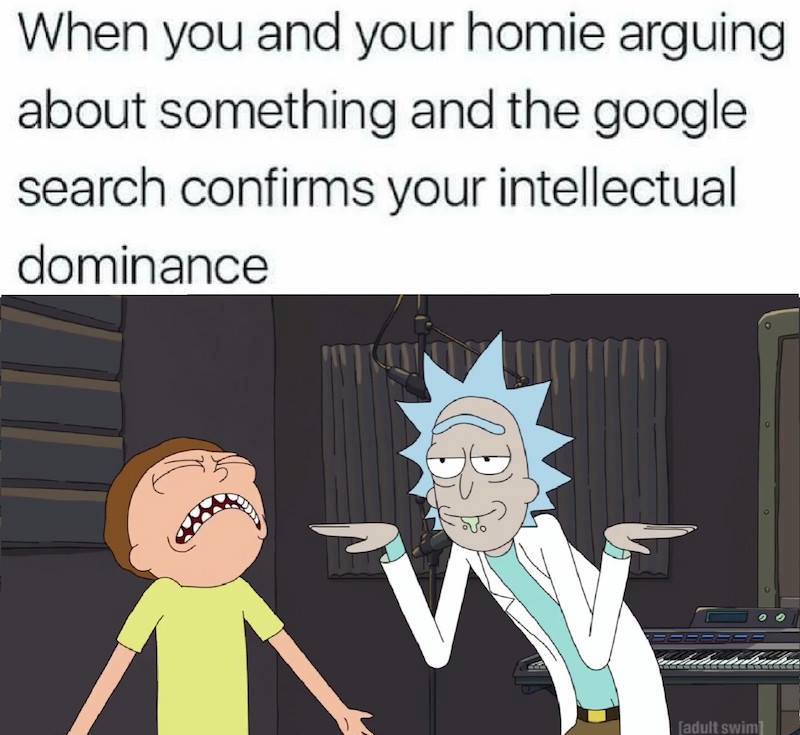 When you and your homie arguing
about something and the google
search confirms your intellectual
dominance
[adult swim]